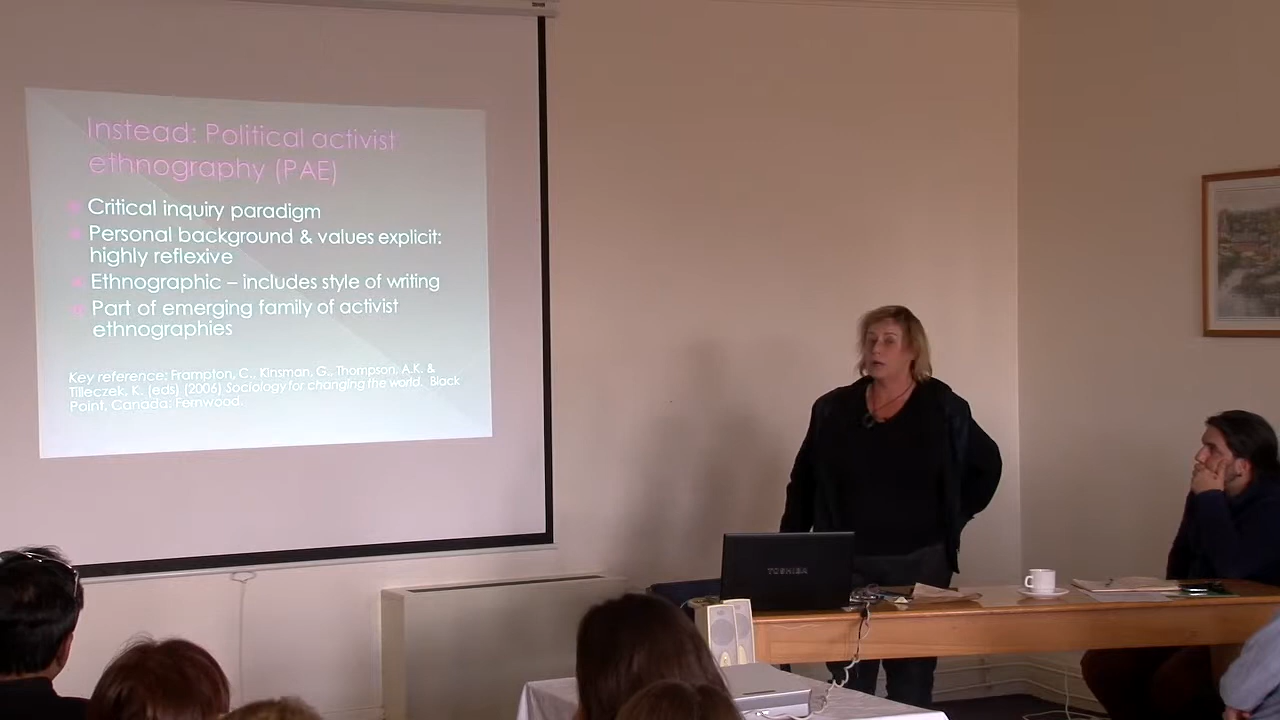 Instead: Political activist
ethnography (PAE)
Critical inquiry paradigm
Personal background & values explicit:
highly reflexive
Ethnographic – includes style of writing
Part of emerging family of activist
ethnographies
Key reference: Frampton, C., Kinsman, G., Thompson, A.K. &
Tilleczek, K. (eds) (2006) Sociology for changing the world. Black
Point, Canada: Fernwood.
TOSHIBA